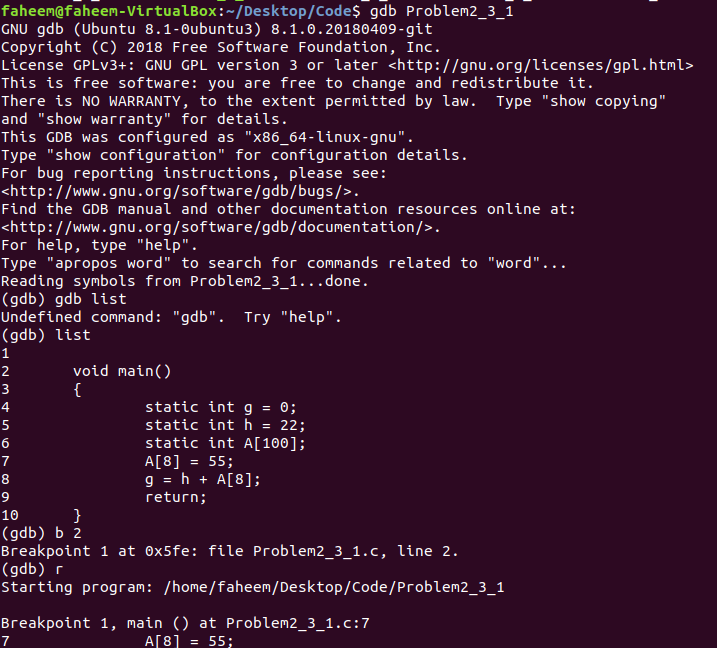 faheem@faheem-VirtualBox:~/Desktop/Code$ gdb Problem2_3_1
GNU gdb (Ubuntu 8.1-0ubuntu3) 8.1.0.20180409-git
Copyright (C) 2018 Free Software Foundation, Inc.
License GPLv3+: GNU GPL version 3 or later <http://gnu.org/licenses/gpl.html>
This is free software: you are free to change and redistribute it.
There is NO WARRANTY, to the extent permitted by law.  Type "show copying"
and "show warranty" for details.
This GDB was configured as "x86_64-linux-gnu".
Type "show configuration" for configuration details.
For bug reporting instructions, please see:
<http://www.gnu.org/software/gdb/bugs/>.
Find the GDB manual and other documentation resources online at:
<http://www.gnu.org/software/gdb/documentation/>.
For help, type "help".
Type "apropos word" to search for commands related to "word"...
Reading symbols from Problem2_3_1...done.
(gdb) gdb list
Undefined command: "gdb".  Try "help".
(gdb) list
1
2       void main()
3       {
4               static int g = 0;
5               static int h = 22;
6               static int A[100];
7               A[8] = 55;
8               g = h + A[8];
9               return;
10      }
(gdb) b 2
Breakpoint 1 at 0x5fe: file Problem2_3_1.c, line 2.
(gdb) r
Starting program: /home/faheem/Desktop/Code/Problem2_3_1

Breakpoint 1, main () at Problem2_3_1.c:7
7               A[8] = 55;